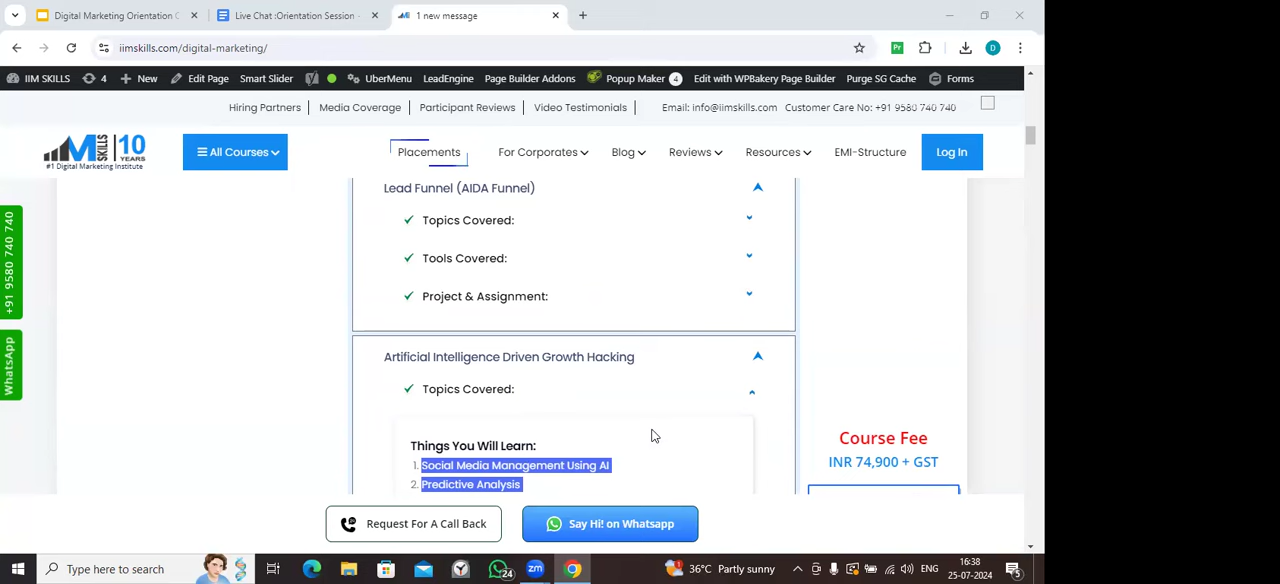 Digital Marketing Orientation C
Live Chat :Orientation Session -
1 new message
iimskills.com/digital-marketing/
Pr
D
IIM SKILLS
4
New
Edit Page
Smart Slider
UberMenu
LeadEngine
Page Builder Addons
Popup Maker
4
Edit with WPBakery Page Builder
Purge SG Cache
Forms
Hiring Partners
Media Coverage
Participant Reviews
Video Testimonials
Email: info@iimskills.com
Customer Care No: +91 9580 740 740
IIM SKILLS
10 YEARS
#1 Digital Marketing Institute
All Courses
Placements
For Corporates
Blog
Reviews
Resources
EMI-Structure
Log In
+91 9580 740 740
WhatsApp
Lead Funnel (AIDA Funnel)
Topics Covered:
Tools Covered:
Project & Assignment:
Artificial Intelligence Driven Growth Hacking
Topics Covered:
Things You Will Learn:
1. Social Media Management Using AI
2. Predictive Analysis
Course Fee
INR 74,900 + GST
Request For A Call Back
Say Hi! on Whatsapp
Type here to search
24
zm
1
36°C Partly sunny
ENG
16:38
25-07-2024
5